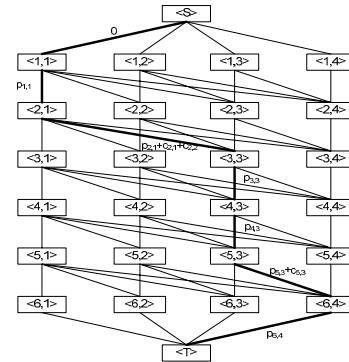 <S>
0
<1,1> <1,2> <1,3> <1,4>
p1,1
<2,1> <2,2> <2,3> <2,4>
p2,1+c2,1+c2,2
<3,1> <3,2> <3,3> <3,4>
p3,3
<4,1> <4,2> <4,3> <4,4>
p4,3
<5,1> <5,2> <5,3> <5,4>
p5,3+c5,3
<6,1> <6,2> <6,3> <6,4>
p6,4
<T>